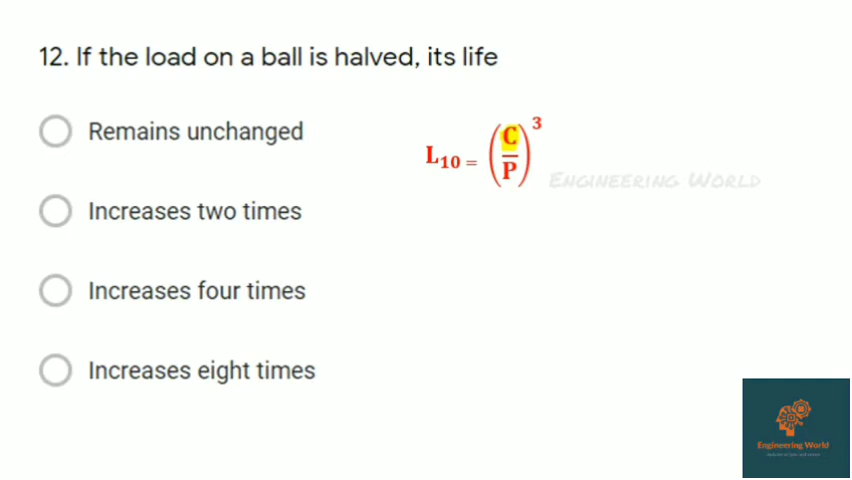 12. If the load on a ball is halved, its life
Remains unchanged
L10 = (C/P)^3
ENGINEERING WORLD
Increases two times
Increases four times
Increases eight times
Engineering World